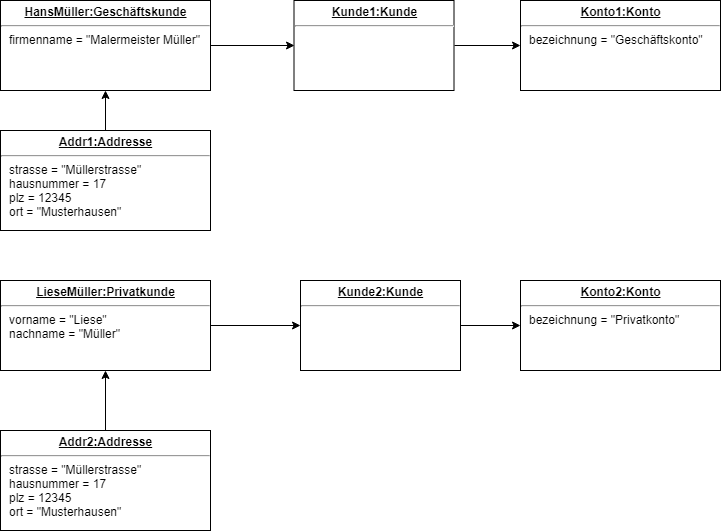 HansMüller:Geschäftskunde
firmenname = "Malermeister Müller"
Kunde1:Kunde
Konto1:Konto
bezeichnung = "Geschäftskonto"
Addr1:Addresse
strasse = "Müllerstrasse"
hausnummer = 17
plz = 12345
ort = "Musterhausen"
LieseMüller:Privatkunde
vorname = "Liese"
nachname = "Müller"
Kunde2:Kunde
Konto2:Konto
bezeichnung = "Privatkonto"
Addr2:Addresse
strasse = "Müllerstrasse"
hausnummer = 17
plz = 12345
ort = "Musterhausen"